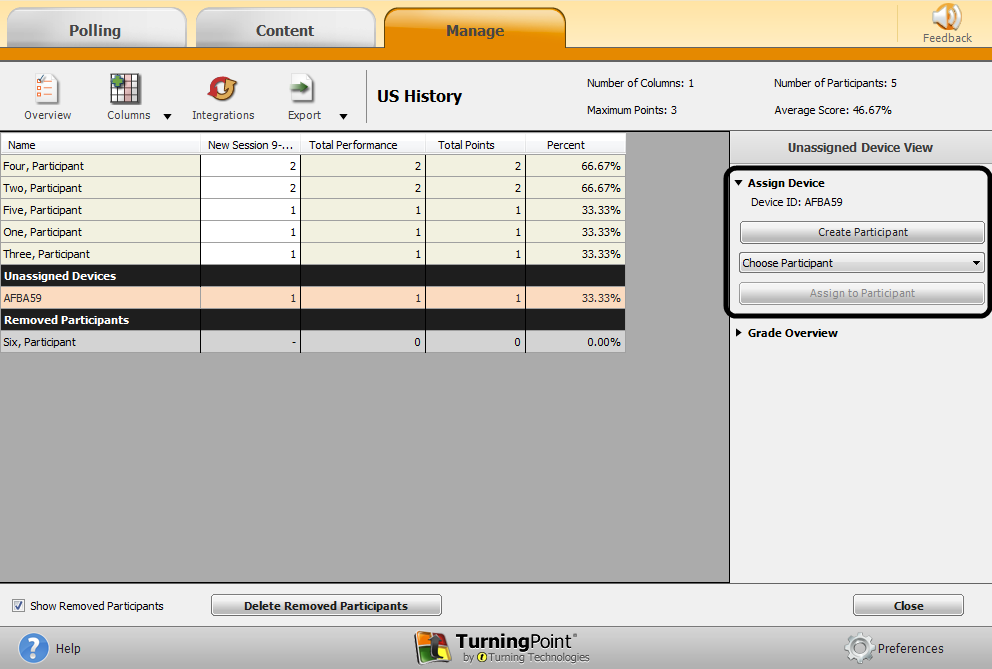 Polling
Content
Manage
Feedback
Overview
Columns
Integrations
Export
US History
Number of Columns: 1
Number of Participants: 5
Maximum Points: 3
Average Score: 46.67%
Name New Session 9-... Total Performance Total Points Percent
Four, Participant 2 2 2 66.67%
Two, Participant 2 2 2 66.67%
Five, Participant 1 1 1 33.33%
One, Participant 1 1 1 33.33%
Three, Participant 1 1 1 33.33%
Unassigned Devices
AFBA59 1 1 1 33.33%
Removed Participants
Six, Participant - 0 0 0.00%
Unassigned Device View
Assign Device
Device ID: AFBA59
Create Participant
Choose Participant
Assign to Participant
Grade Overview
Show Removed Participants
Delete Removed Participants
Close
? Help
TurningPoint®
by Turning Technologies
Preferences